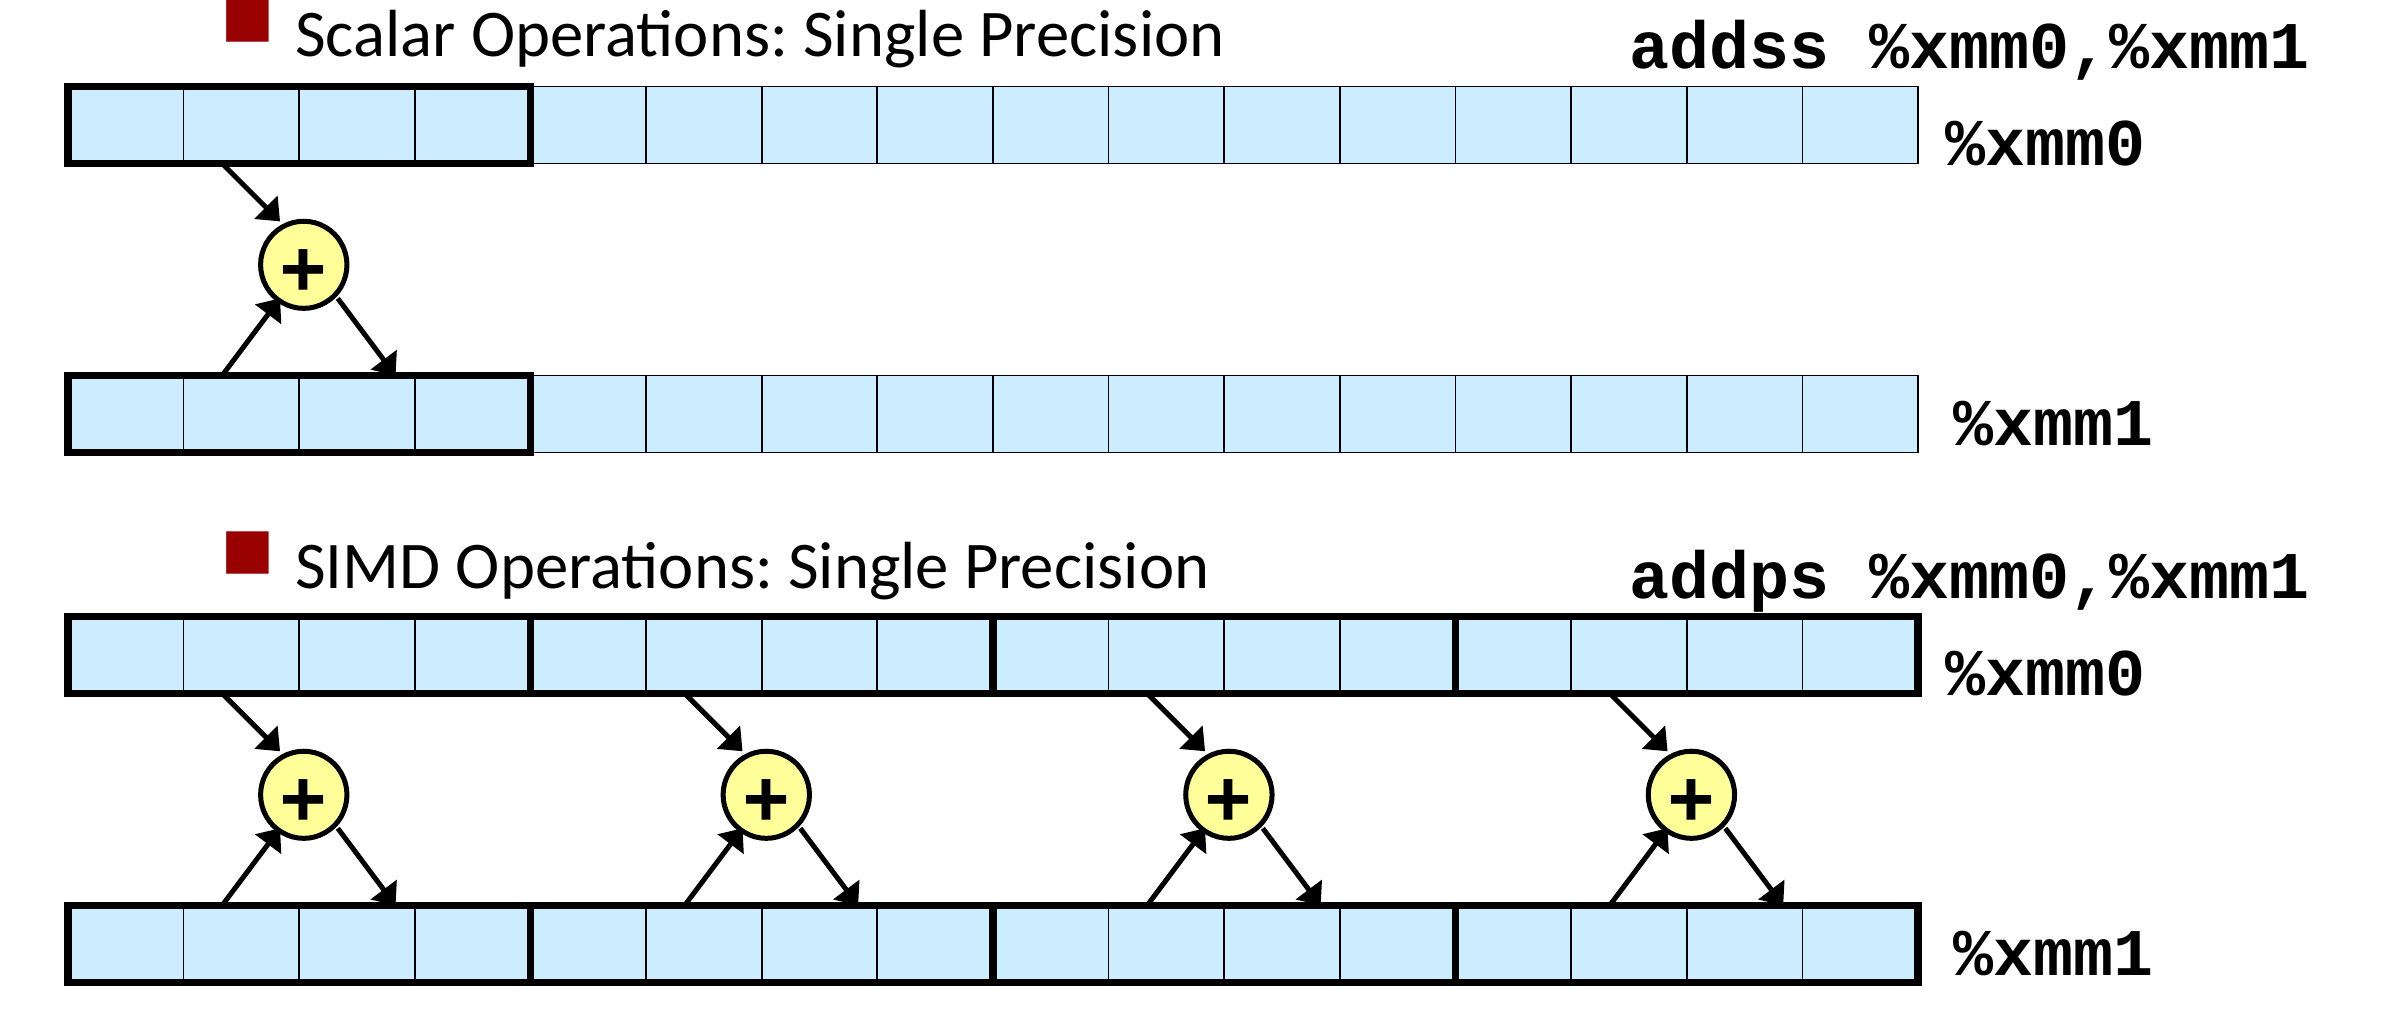 Scalar Operations: Single Precision
addss %xmm0,%xmm1
%xmm0
+
%xmm1
SIMD Operations: Single Precision
addps %xmm0,%xmm1
%xmm0
+ + + +
%xmm1